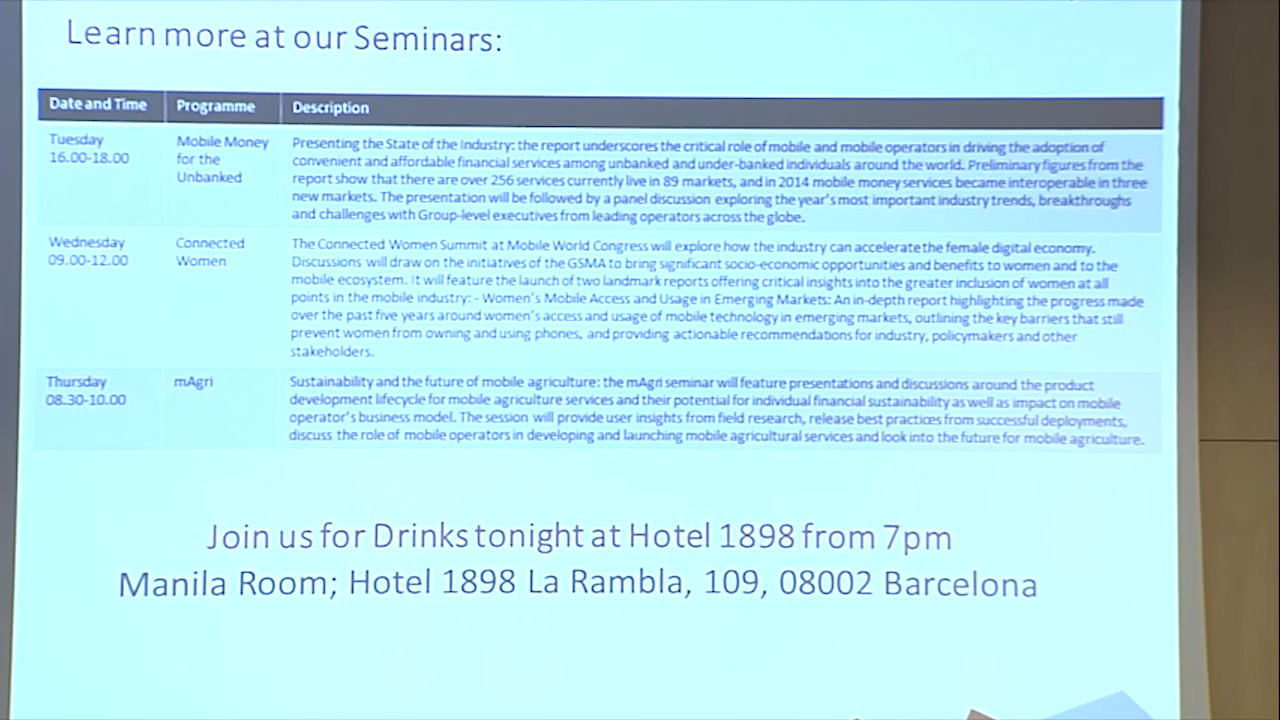 Learn more at our Seminars:
Date and Time Programme Description
Tuesday
16.00-18.00
Mobile Money
for the
Unbanked
Presenting the State of the Industry: the report underscores the critical role of mobile and mobile operators in driving the adoption of
convenient and affordable financial services among unbanked and under-banked individuals around the world. Preliminary figures from the
report show that there are over 256 services currently live in 89 markets, and in 2014 mobile money services became interoperable in three
new markets. The presentation will be followed by a panel discussion exploring the year's most important industry trends, breakthroughs
and challenges with Group-level executives from leading operators across the globe.
Wednesday
09.00-12.00
Connected
Women
The Connected Women Summit at Mobile World Congress will explore how the industry can accelerate the female digital economy.
Discussions will draw on the initiatives of the GSMA to bring significant socio-economic opportunities and benefits to women and to the
mobile ecosystem. It will feature the launch of two landmark reports offering critical insights into the greater inclusion of women at all
points in the mobile industry: - Women's Mobile Access and Usage in Emerging Markets: An in-depth report highlighting the progress made
over the past five years around women's access and usage of mobile technology in emerging markets, outlining the key barriers that still
prevent women from owning and using phones, and providing actionable recommendations for industry, policymakers and other
stakeholders.
Thursday
08.30-10.00
mAgri
Sustainability and the future of mobile agriculture: the mAgri seminar will feature presentations and discussions around the product
development lifecycle for mobile agriculture services and their potential for individual financial sustainability as well as impact on mobile
operator's business model. The session will provide user insights from field research, release best practices from successful deployments,
discuss the role of mobile operators in developing and launching mobile agricultural services and look into the future for mobile agriculture.
Join us for Drinks tonight at Hotel 1898 from 7pm
Manila Room; Hotel 1898 La Rambla, 109, 08002 Barcelona